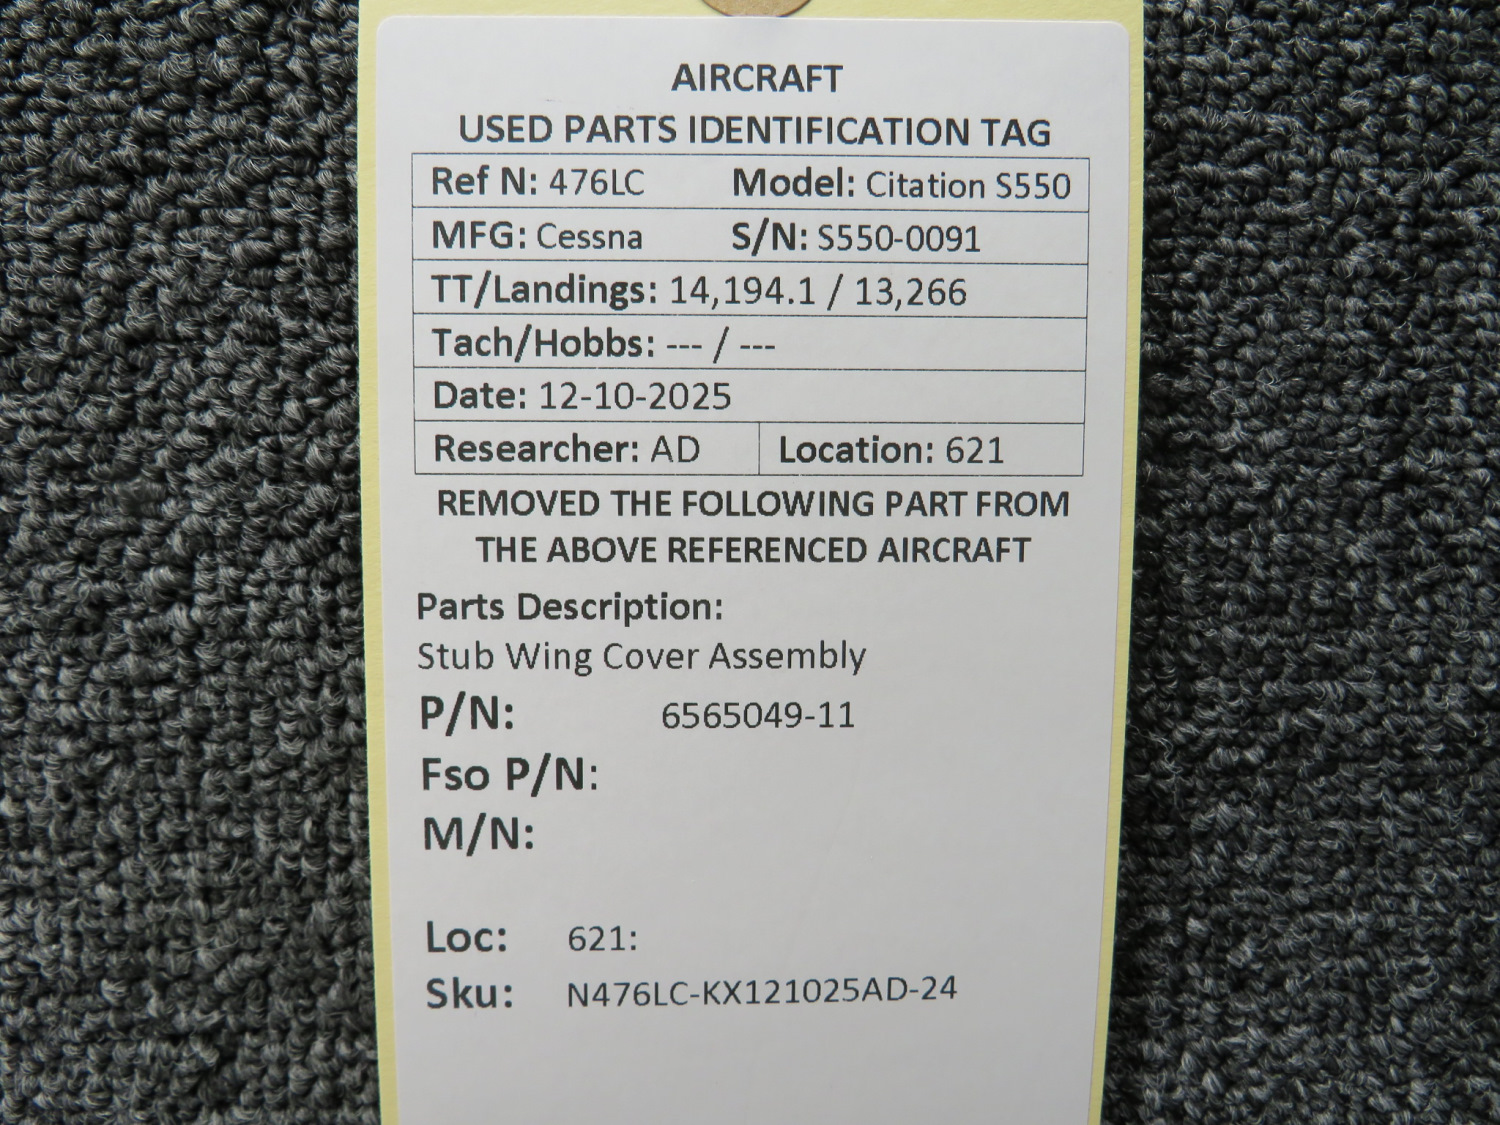 AIRCRAFT
USED PARTS IDENTIFICATION TAG
Ref N: 476LC Model: Citation S550
MFG: Cessna S/N: S550-0091
TT/Landings: 14,194.1 / 13,266
Tach/Hobbs: --- / ---
Date: 12-10-2025
Researcher: AD Location: 621
REMOVED THE FOLLOWING PART FROM
THE ABOVE REFERENCED AIRCRAFT
Parts Description:
Stub Wing Cover Assembly
P/N: 6565049-11
Fso P/N:
M/N:
Loc: 621:
Sku: N476LC-KX121025AD-24